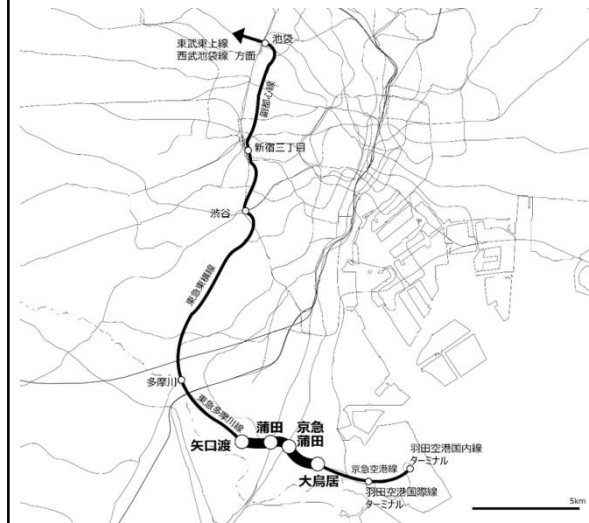 池袋
東武東上線
西武池袋線 方面
副都心線
新宿三丁目
渋谷
東急東横線
多摩川
東急多摩川線
矢口渡
蒲田
京急
蒲田
大鳥居
京急空港線
羽田空港国内線
ターミナル
羽田空港国際線
ターミナル
5km